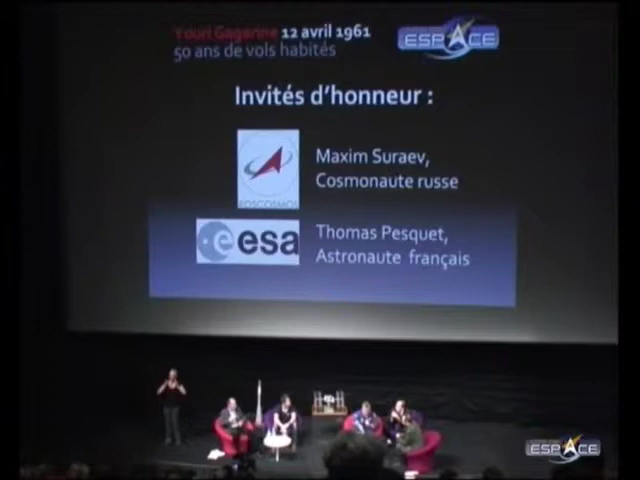 Youri Gagarine 12 avril 1961
50 ans de vols habités
ESPACE
Invités d'honneur :
ROSCOSMOS
Maxim Suraev,
Cosmonaute russe
esa
Thomas Pesquet,
Astronaute français
ESPACE